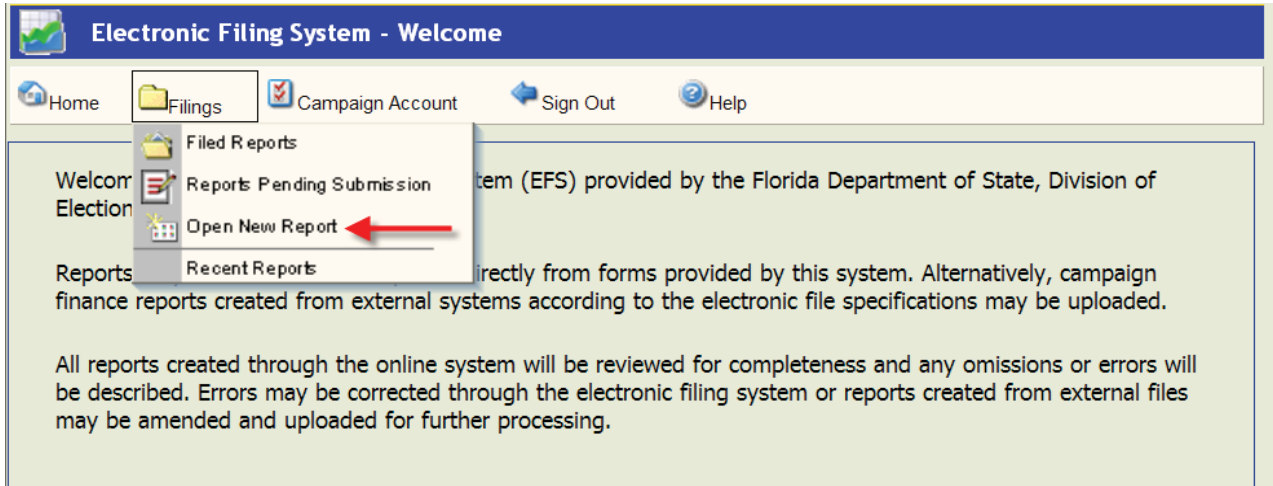 Electronic Filing System - Welcome
Home Filings Campaign Account Sign Out Help
Filed Reports
Reports Pending Submission
Open New Report
Recent Reports
Welcom tem (EFS) provided by the Florida Department of State, Division of
Election
Reports irectly from forms provided by this system. Alternatively, campaign
finance reports created from external systems according to the electronic file specifications may be uploaded.
All reports created through the online system will be reviewed for completeness and any omissions or errors will
be described. Errors may be corrected through the electronic filing system or reports created from external files
may be amended and uploaded for further processing.